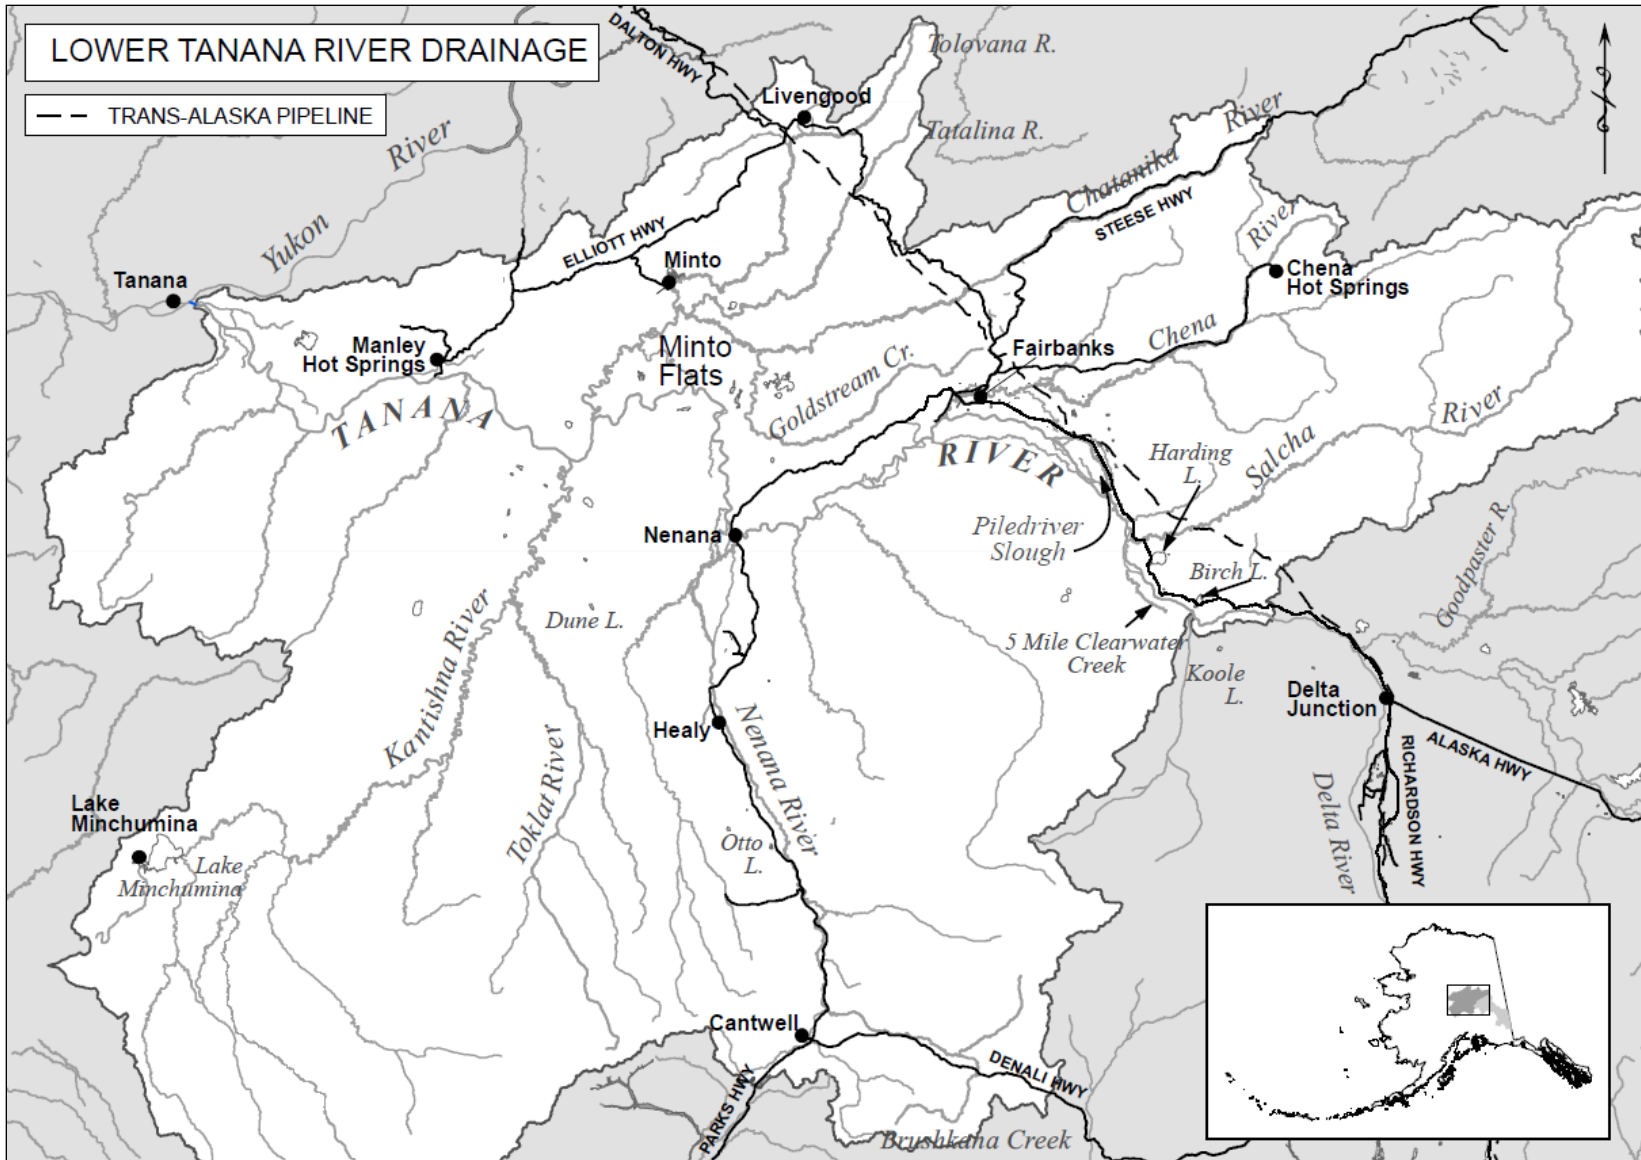 LOWER TANANA RIVER DRAINAGE
TRANS-ALASKA PIPELINE
DALTON HWY
Tolovana R.
Livengood
Tatalina R.
River
Yukon
Chatanika
River
STEESE HWY
ELLIOTT HWY
River
Minto
Tanana
Chena
Hot Springs
Manley
Hot Springs
Minto
Flats
Chena
Fairbanks
Goldstream Cr.
TANANA
RIVER
Harding
L.
Salcha
River
Piledriver
Slough
Nenana
Birch L.
Goodpaster R.
Dune L.
5 Mile Clearwater
Creek
Koole
L.
Kantishna River
Delta
Junction
Healy
Nenana River
Toklat River
ALASKA HWY
RICHARDSON HWY
Delta River
Lake
Minchumina
Lake
Minchumina
Otto
L.
Cantwell
DENALI HWY
PARKS HWY
Brushkana Creek